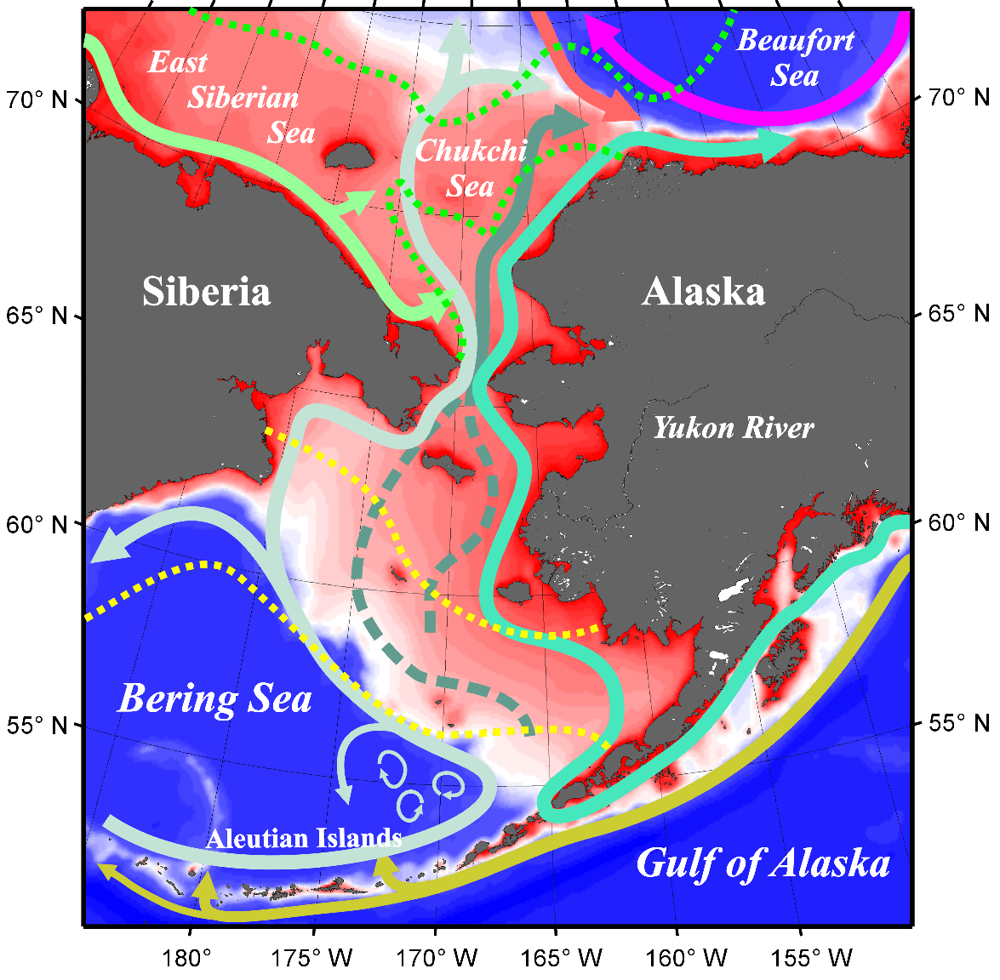 Beaufort
Sea
East
Siberian
Sea
70° N
70° N
Chukchi
Sea
Siberia
Alaska
65° N
65° N
Yukon River
60° N
60° N
Bering Sea
55° N
55° N
Aleutian Islands
Gulf of Alaska
180°
175° W
170° W
165° W
160° W
155° W